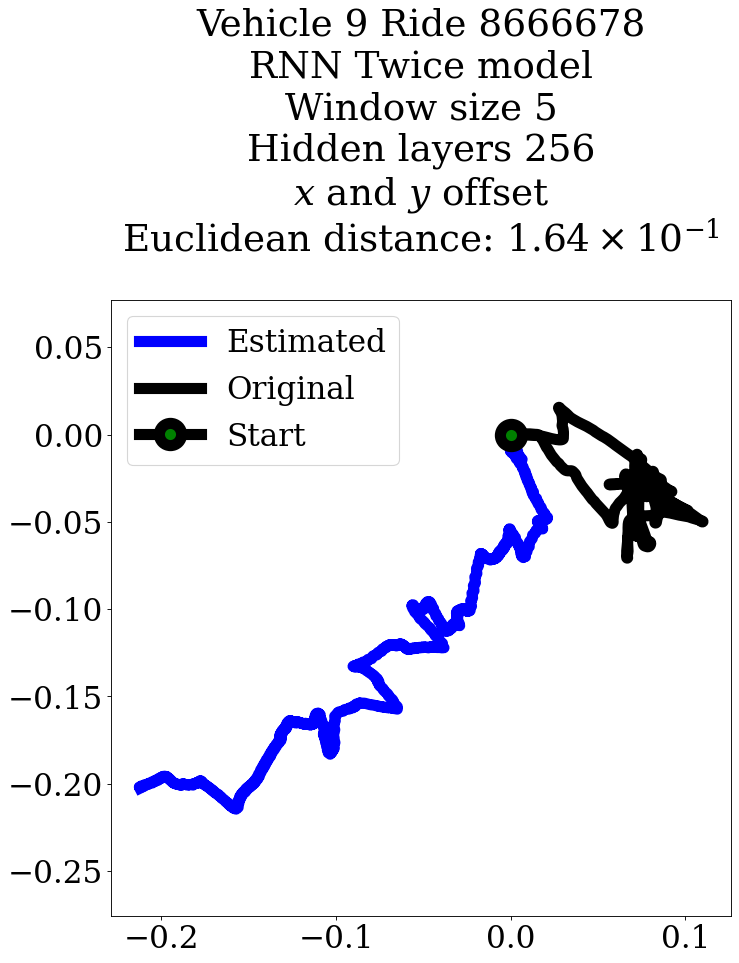 Vehicle 9 Ride 8666678
RNN Twice model
Window size 5
Hidden layers 256
x and y offset
Euclidean distance: 1.64 × 10⁻¹
Estimated
Original
Start
0.05
0.00
−0.05
−0.10
−0.15
−0.20
−0.25
−0.2 −0.1 0.0 0.1